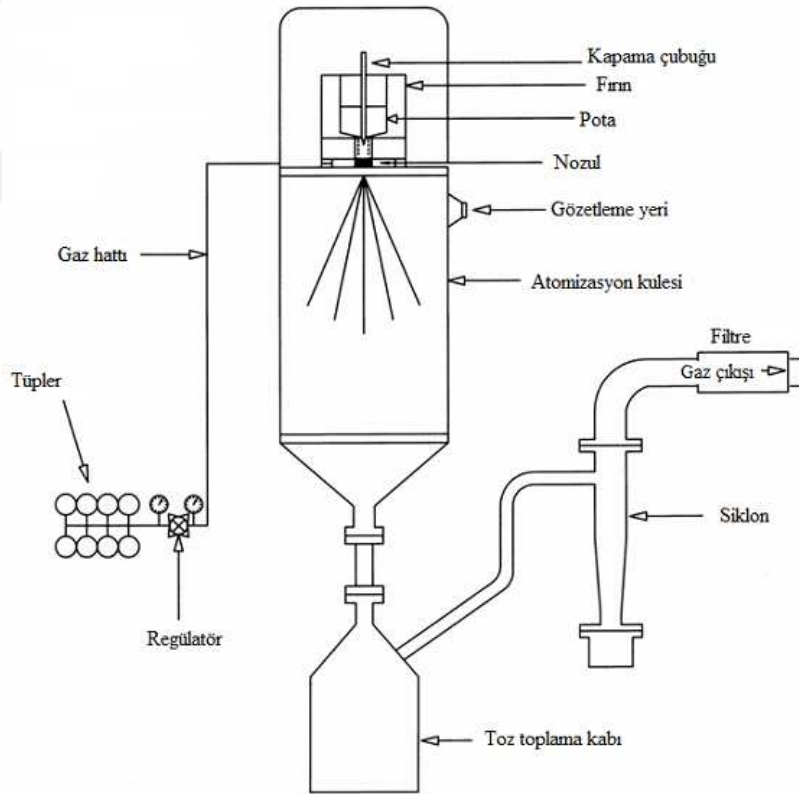 Kapama çubuğu
Fırın
Pota
Nozul
Gözetleme yeri
Gaz hattı
Atomizasyon kulesi
Filtre
Gaz çıkışı
Tüpler
Siklon
Regülatör
Toz toplama kabı